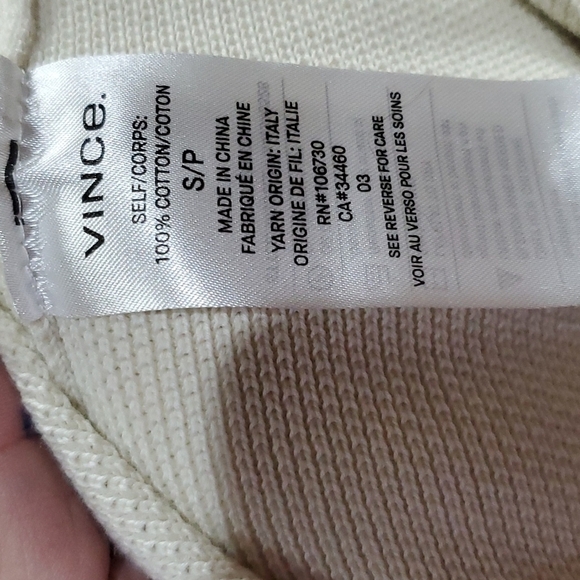 VINCE.
SELF/CORPS:
100% COTTON/COTON
S/P
MADE IN CHINA
FABRIQUÉ EN CHINE
YARN ORIGIN: ITALY
ORIGINE DE FIL: ITALIE
RN#106730
CA#34460
03
SEE REVERSE FOR CARE
VOIR AU VERSO POUR LES SOINS